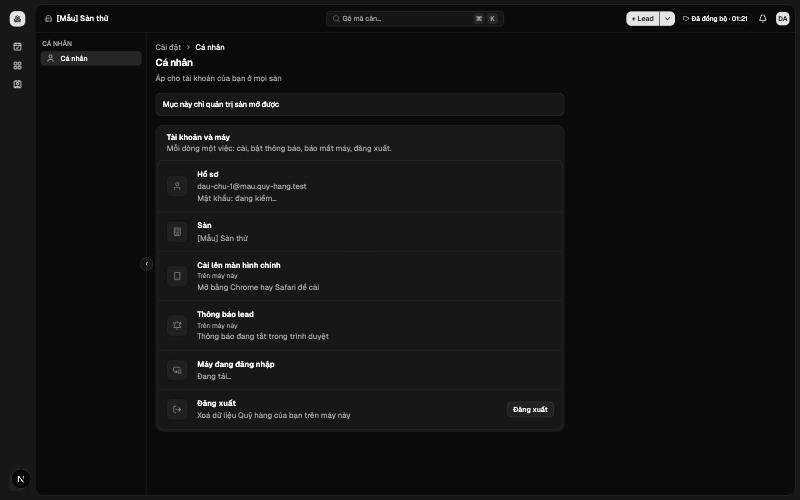 [Mẫu] Sàn thử
Gõ mã căn...
⌘ K
+ Lead
Đã đồng bộ · 01:21
DA
CÁ NHÂN
Cá nhân
Cài đặt > Cá nhân
Cá nhân
Áp cho tài khoản của bạn ở mọi sàn
Mục này chỉ quản trị sàn mở được
Tài khoản và máy
Mỗi dòng một việc: cài, bật thông báo, báo mất máy, đăng xuất.
Hồ sơ
dau-chu-1@mau.quy-hang.test
Mật khẩu: đang kiểm...
Sàn
[Mẫu] Sàn thử
Cài lên màn hình chính
Trên máy này
Mở bằng Chrome hay Safari để cài
Thông báo lead
Trên máy này
Thông báo đang tắt trong trình duyệt
Máy đang đăng nhập
Đang tải...
Đăng xuất
Xoá dữ liệu Quỹ hàng của bạn trên máy này
Đăng xuất
N